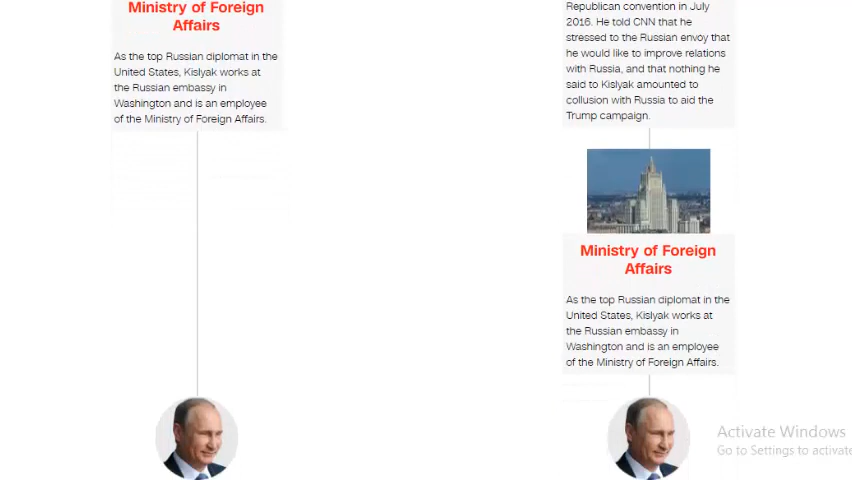 Ministry of Foreign
Affairs
As the top Russian diplomat in the
United States, Kislyak works at
the Russian embassy in
Washington and is an employee
of the Ministry of Foreign Affairs.
Republican convention in July
2016. He told CNN that he
stressed to the Russian envoy that
he would like to improve relations
with Russia, and that nothing he
said to Kislyak amounted to
collusion with Russia to aid the
Trump campaign.
Ministry of Foreign
Affairs
As the top Russian diplomat in the
United States, Kislyak works at
the Russian embassy in
Washington and is an employee
of the Ministry of Foreign Affairs.
Activate Windows
Go to Settings to activate